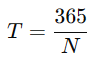 T = 365/N